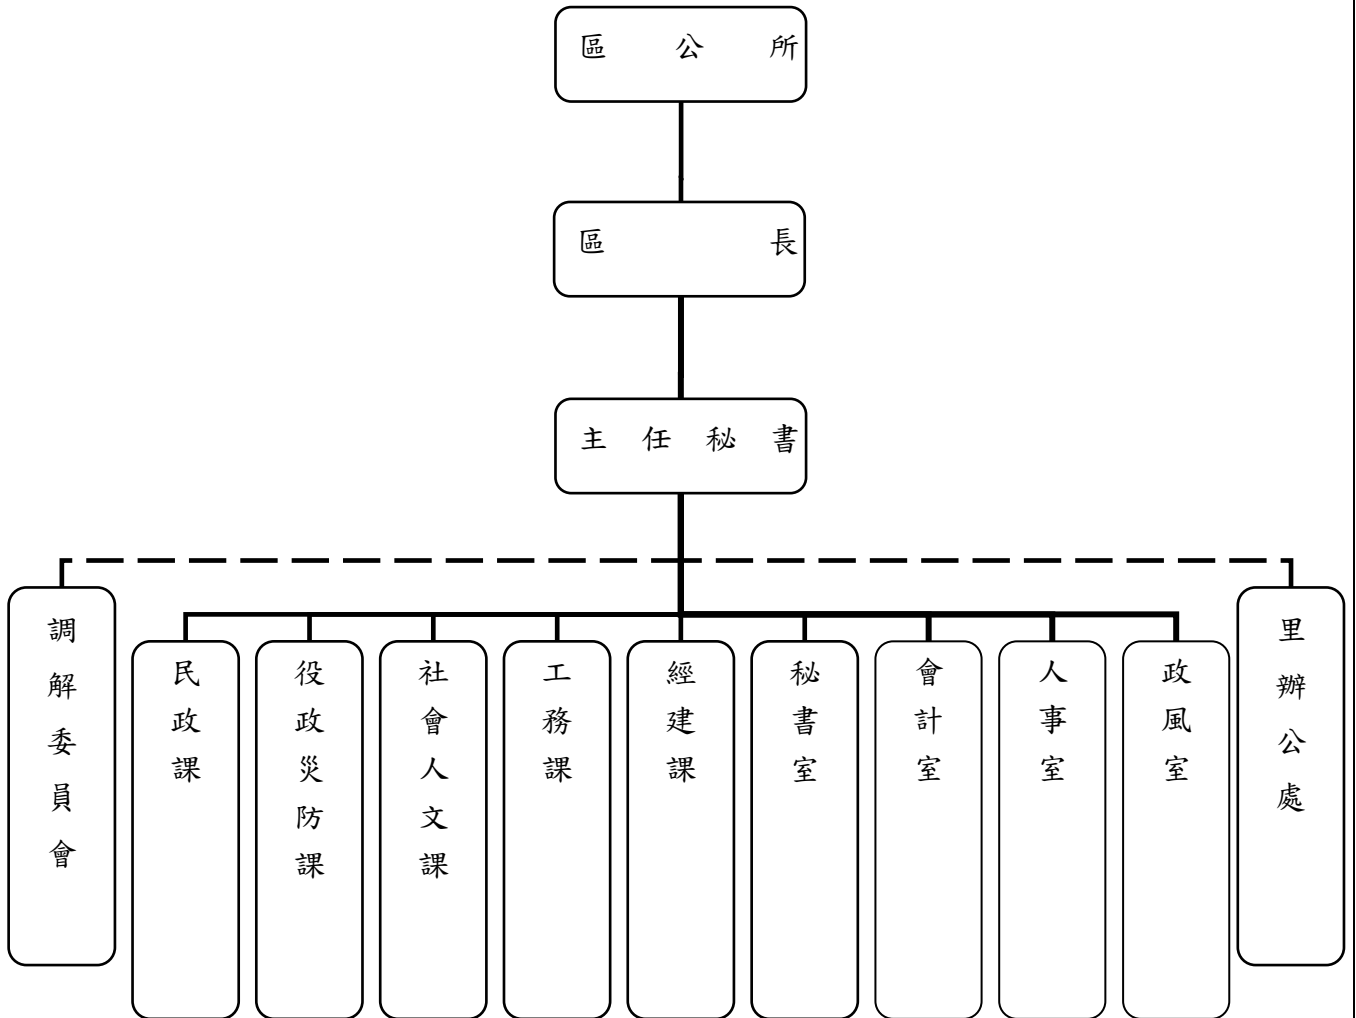 區公所
區長
主任秘書
調解委員會
民政課
役政災防課
社會人文課
工務課
經建課
秘書室
會計室
人事室
政風室
里辦公處